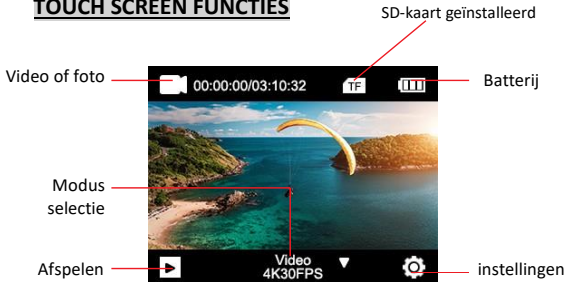 TOUCH SCREEN FUNCTIES
SD-kaart geïnstalleerd
Video of foto
00:00:00/03:10:32
TF
Batterij
Modus
selectie
Afspelen
Video
4K30FPS
instellingen